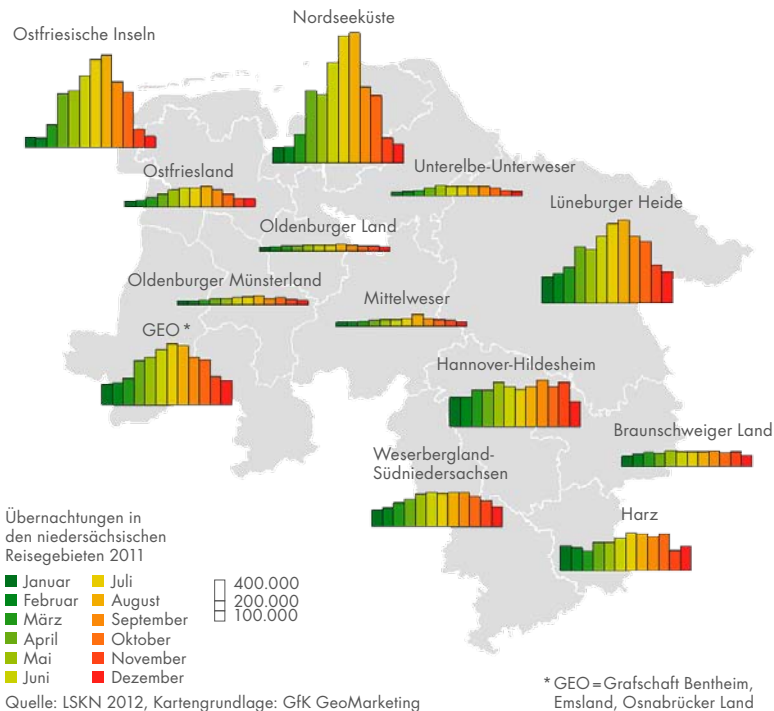 Nordseeküste
Ostfriesische Inseln
Ostfriesland
Unterelbe-Unterweser
Lüneburger Heide
Oldenburger Land
Oldenburger Münsterland
Mittelweser
GEO *
Hannover-Hildesheim
Braunschweiger Land
Weserbergland-
Südniedersachsen
Harz
Übernachtungen in
den niedersächsischen
Reisegebieten 2011
Januar
Februar
März
April
Mai
Juni
Juli
August
September
Oktober
November
Dezember
400.000
200.000
100.000
* GEO=Grafschaft Bentheim,
Emsland, Osnabrücker Land
Quelle: LSKN 2012, Kartengrundlage: GfK GeoMarketing